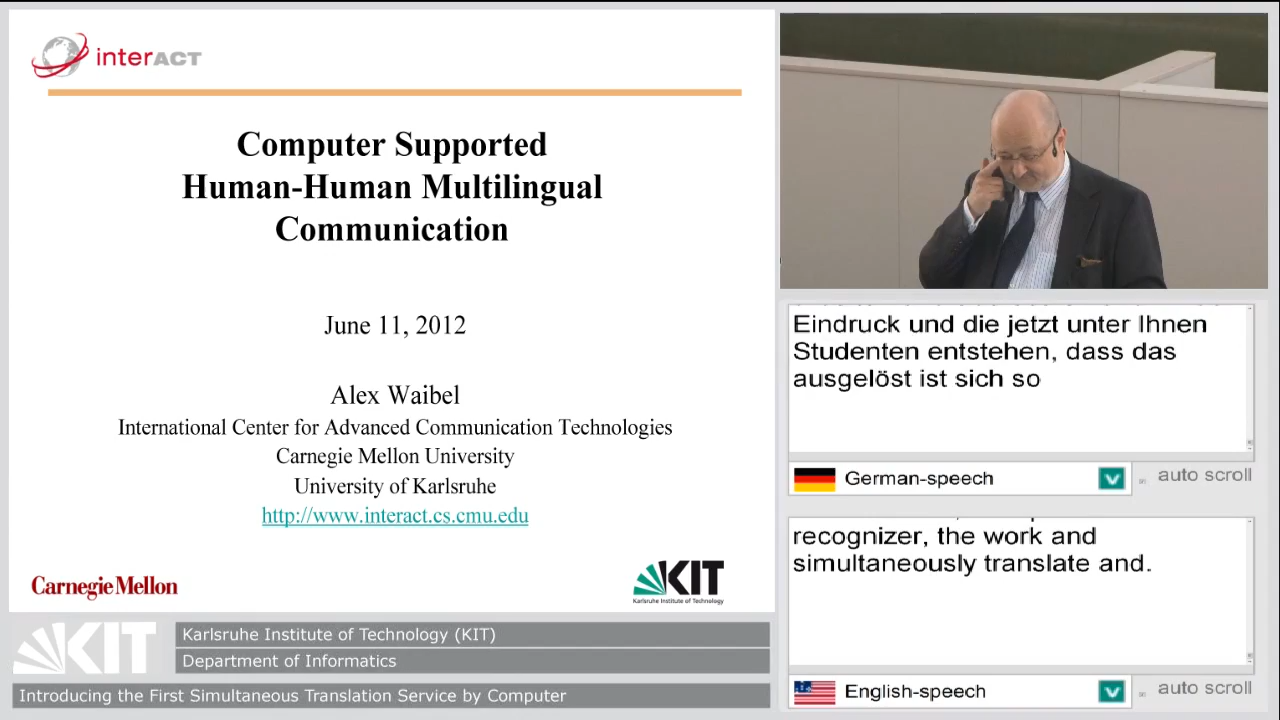 interACT
Computer Supported
Human-Human Multilingual
Communication
June 11, 2012
Alex Waibel
International Center for Advanced Communication Technologies
Carnegie Mellon University
University of Karlsruhe
http://www.interact.cs.cmu.edu
Carnegie Mellon
KIT
Karlsruhe Institute of Technology
Eindruck und die jetzt unter Ihnen
Studenten entstehen, dass das
ausgelöst ist sich so
German-speech
auto scroll
recognizer, the work and
simultaneously translate and.
English-speech
auto scroll
KIT
Karlsruhe Institute of Technology (KIT)
Department of Informatics
Introducing the First Simultaneous Translation Service by Computer